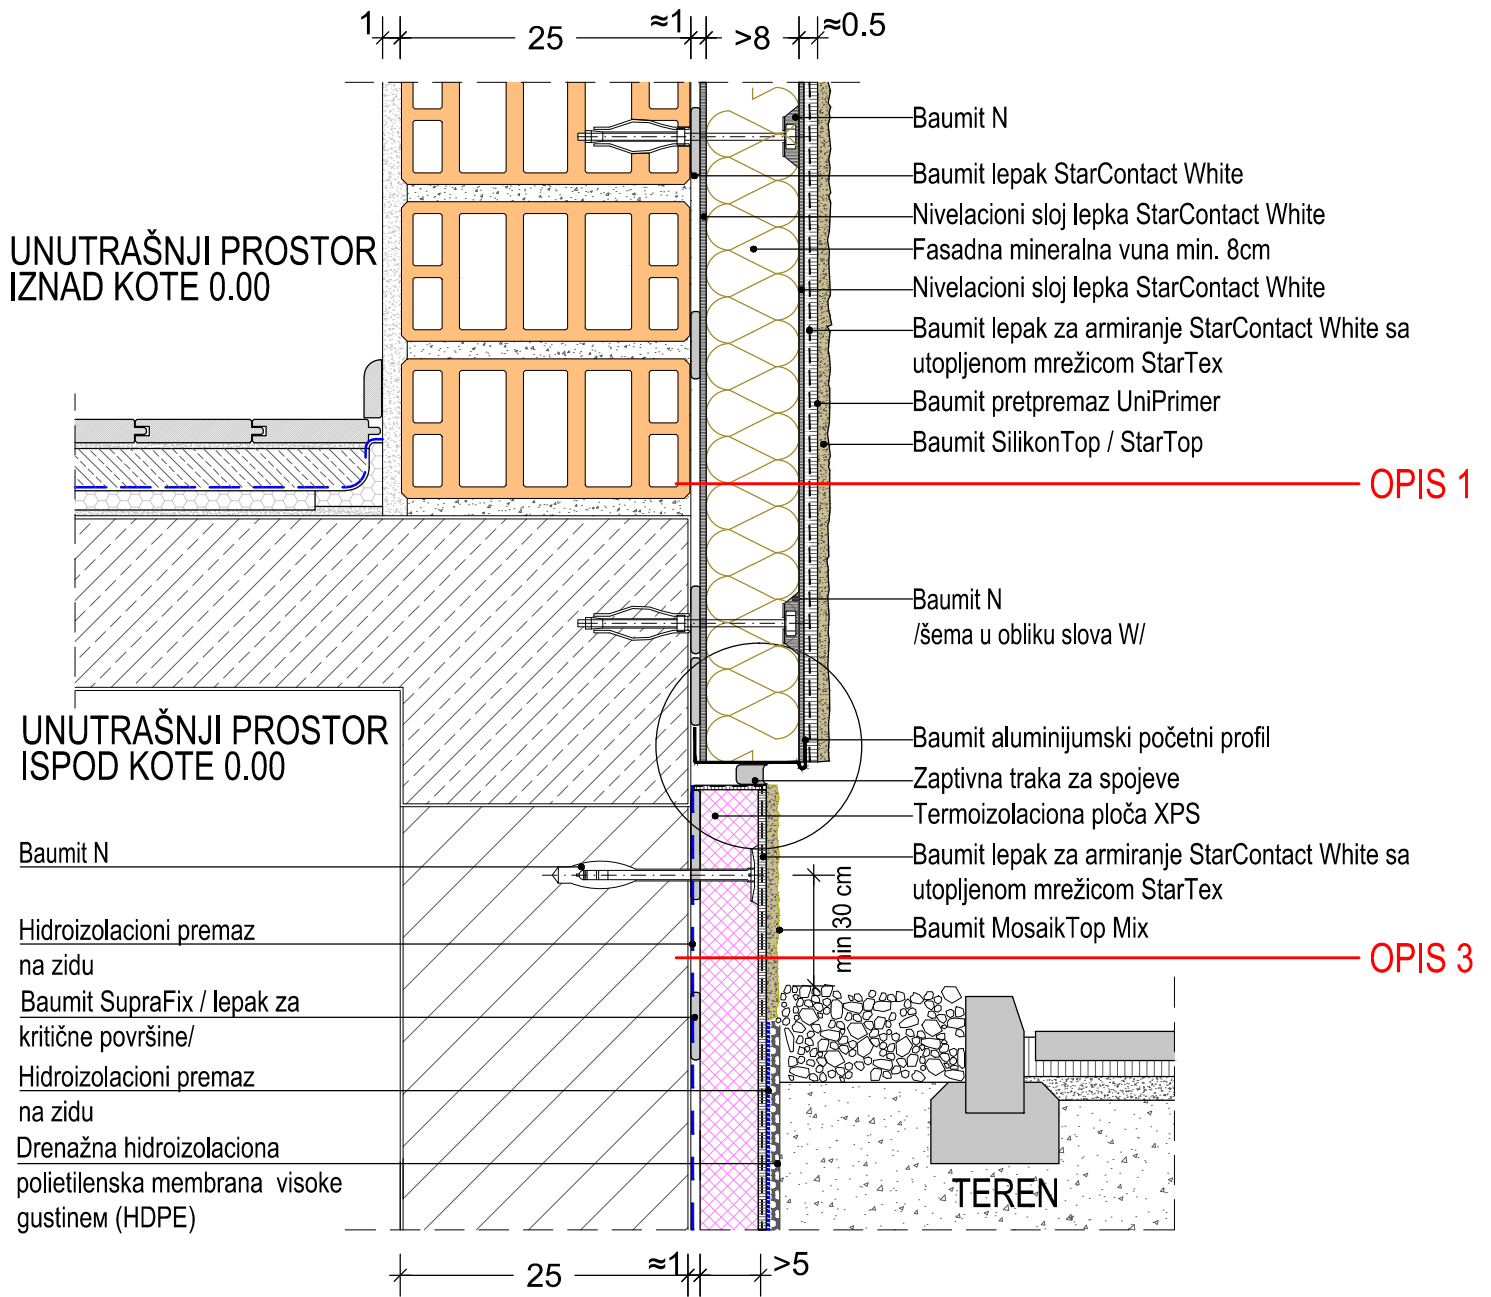 1
25
≈1
>8
≈0.5
Baumit N
Baumit lepak StarContact White
Nivelacioni sloj lepka StarContact White
Fasadna mineralna vuna min. 8cm
Nivelacioni sloj lepka StarContact White
Baumit lepak za armiranje StarContact White sa
utopljenom mrežicom StarTex
Baumit pretpremaz UniPrimer
Baumit SilikonTop / StarTop
OPIS 1
UNUTRAŠNJI PROSTOR
IZNAD KOTE 0.00
Baumit N
/šema u obliku slova W/
UNUTRAŠNJI PROSTOR
ISPOD KOTE 0.00
Baumit aluminijumski početni profil
Zaptivna traka za spojeve
Termoizolaciona ploča XPS
Baumit lepak za armiranje StarContact White sa
utopljenom mrežicom StarTex
Baumit MosaikTop Mix
OPIS 3
min 30 cm
Baumit N
Hidroizolacioni premaz
na zidu
Baumit SupraFix / lepak za
kritične površine/
Hidroizolacioni premaz
na zidu
Drenažna hidroizolaciona
polietilenska membrana visoke
gustineм (HDPE)
TEREN
25
≈1
>5